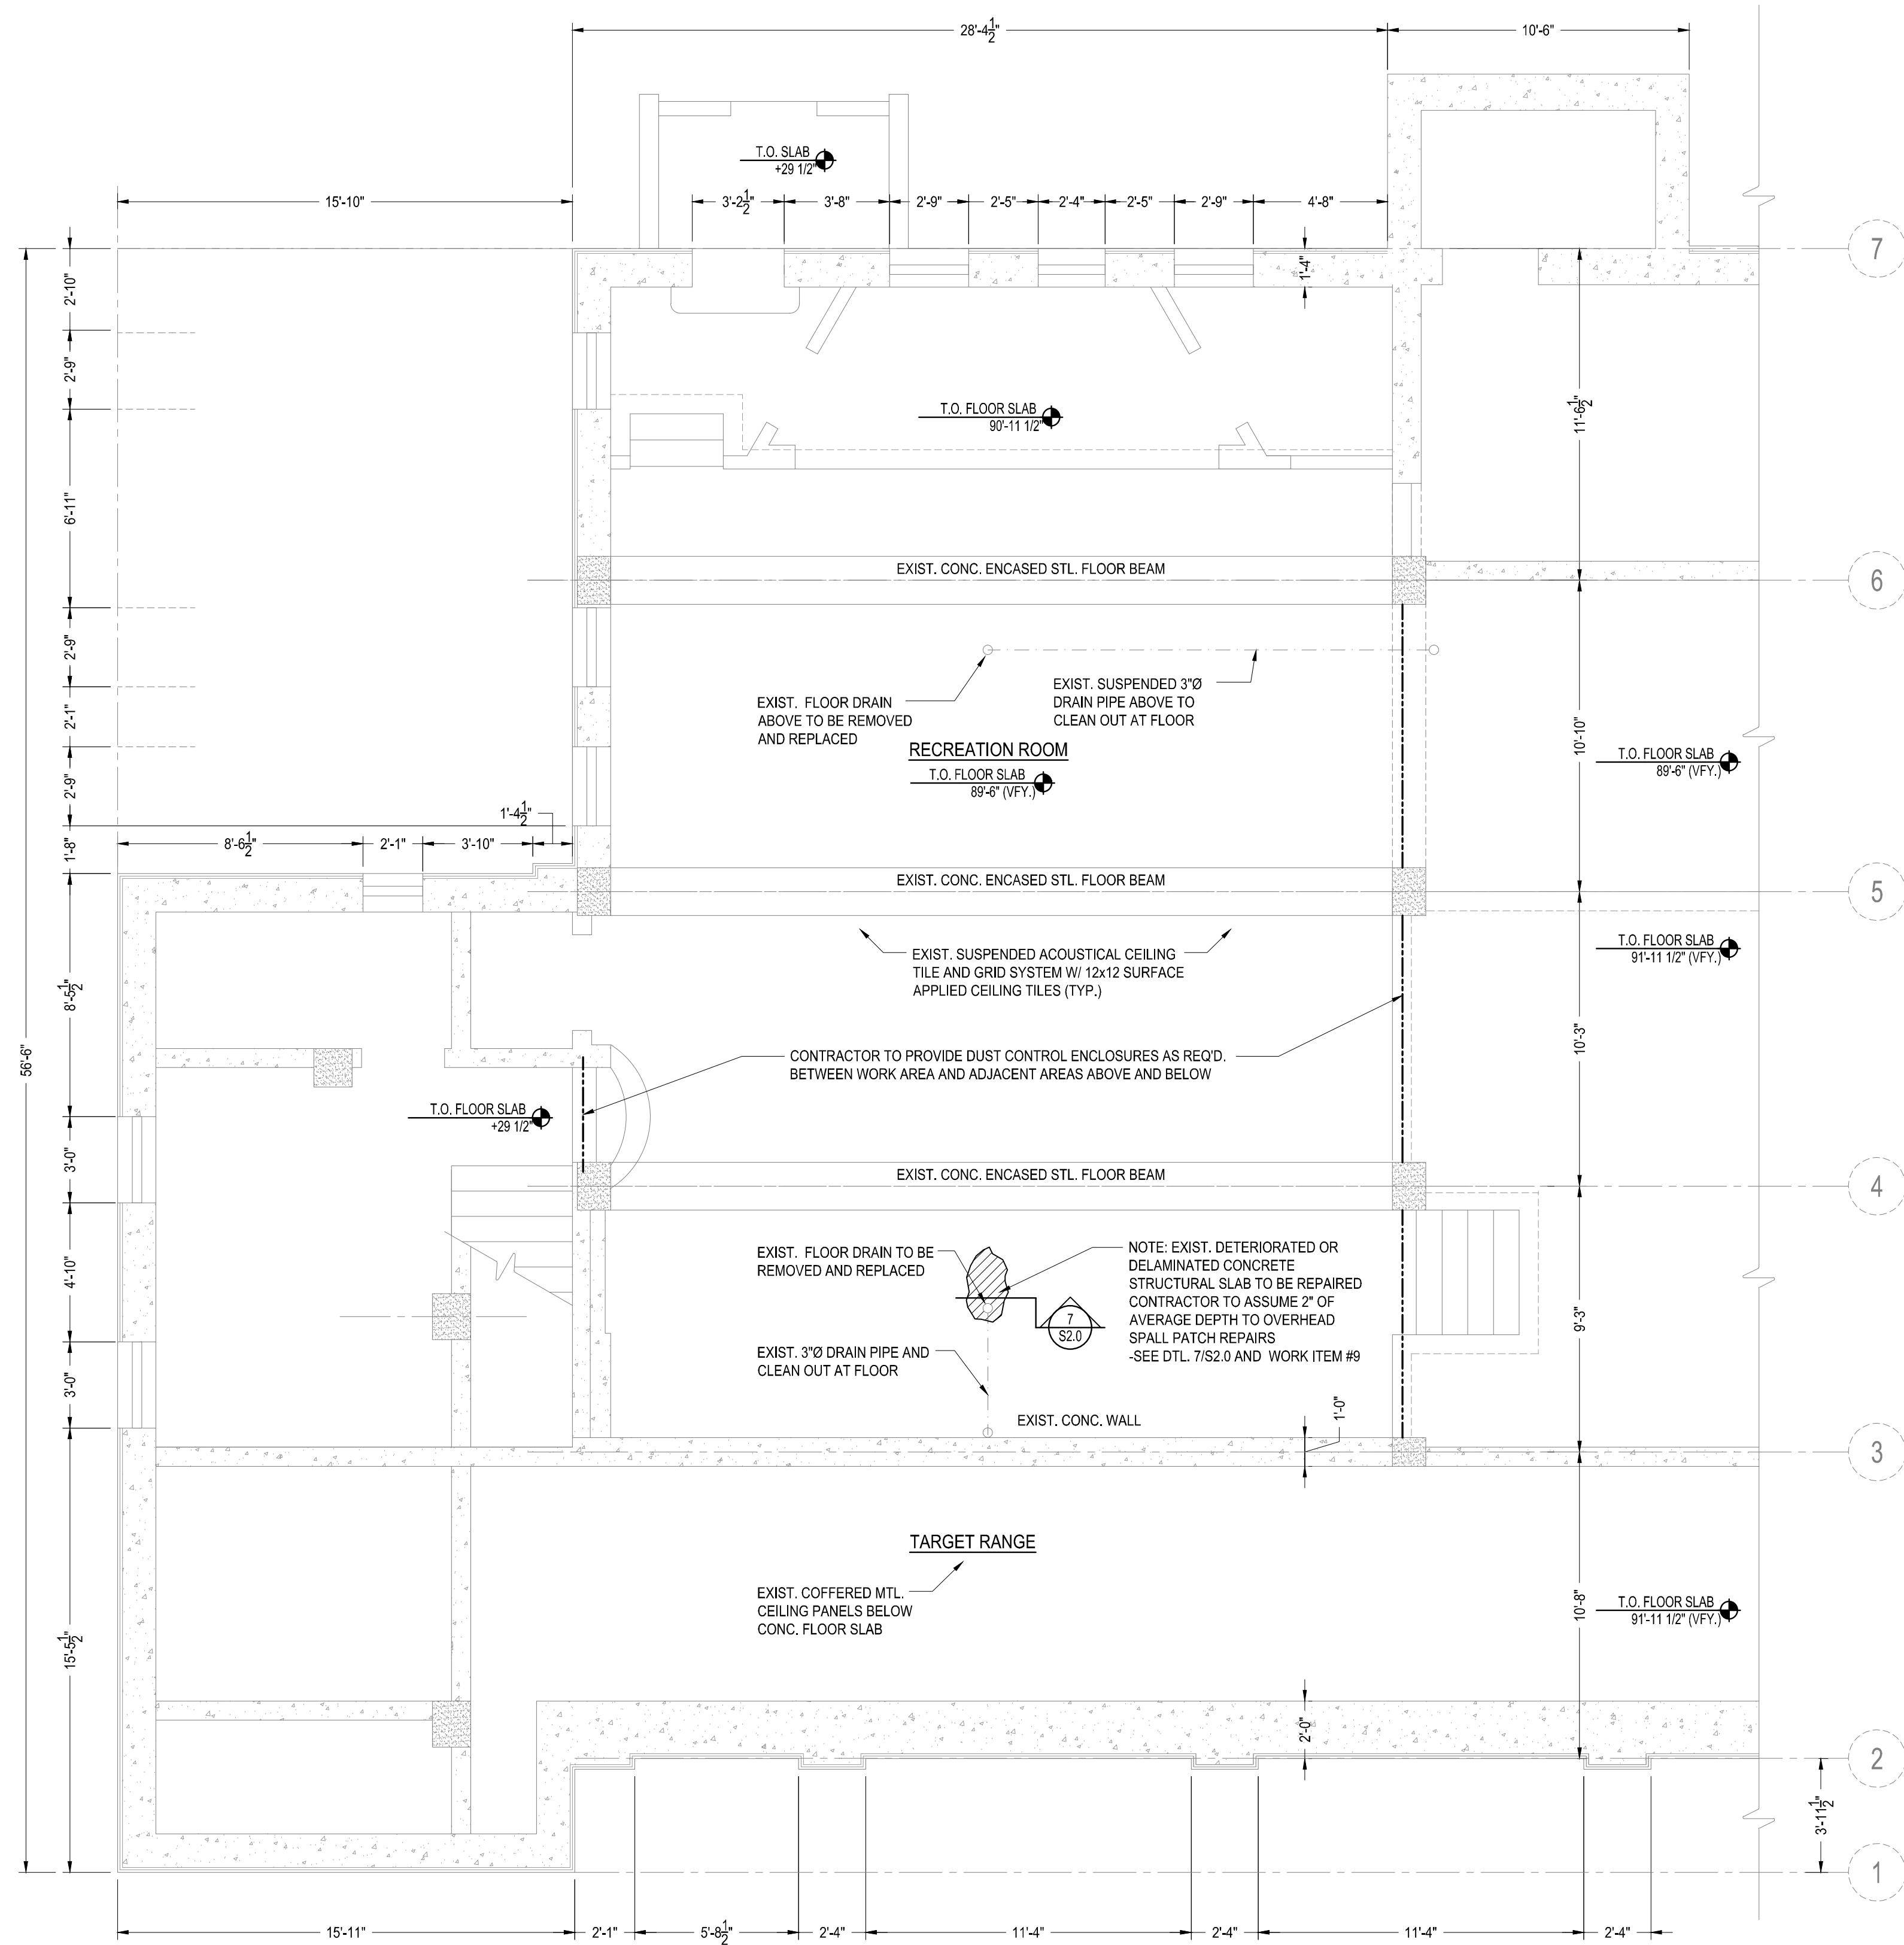 28'-4 1/2"
10'-6"
T.O. SLAB
+29 1/2"
15'-10"
3'-2 1/2"
3'-8"
2'-9"
2'-5"
2'-4"
2'-5"
2'-9"
4'-8"
7
1'-4"
2'-10"
2'-9"
T.O. FLOOR SLAB
90'-11 1/2"
11'-6 1/2"
6'-11"
EXIST. CONC. ENCASED STL. FLOOR BEAM
6
2'-9"
EXIST. FLOOR DRAIN
ABOVE TO BE REMOVED
AND REPLACED
EXIST. SUSPENDED 3"Ø
DRAIN PIPE ABOVE TO
CLEAN OUT AT FLOOR
2'-1"
10'-10"
RECREATION ROOM
T.O. FLOOR SLAB
89'-6" (VFY.)
T.O. FLOOR SLAB
89'-6" (VFY.)
2'-9"
1'-4 1/2"
1'-8"
8'-6 1/2"
2'-1"
3'-10"
EXIST. CONC. ENCASED STL. FLOOR BEAM
5
EXIST. SUSPENDED ACOUSTICAL CEILING
TILE AND GRID SYSTEM W/ 12x12 SURFACE
APPLIED CEILING TILES (TYP.)
T.O. FLOOR SLAB
91'-11 1/2" (VFY.)
8'-5 1/2"
10'-3"
56'-6"
CONTRACTOR TO PROVIDE DUST CONTROL ENCLOSURES AS REQ'D.
BETWEEN WORK AREA AND ADJACENT AREAS ABOVE AND BELOW
T.O. FLOOR SLAB
+29 1/2"
3'-0"
EXIST. CONC. ENCASED STL. FLOOR BEAM
4
4'-10"
EXIST. FLOOR DRAIN TO BE
REMOVED AND REPLACED
NOTE: EXIST. DETERIORATED OR
DELAMINATED CONCRETE
STRUCTURAL SLAB TO BE REPAIRED
CONTRACTOR TO ASSUME 2" OF
AVERAGE DEPTH TO OVERHEAD
SPALL PATCH REPAIRS
-SEE DTL. 7/S2.0 AND WORK ITEM #9
7
S2.0
9'-3"
EXIST. 3"Ø DRAIN PIPE AND
CLEAN OUT AT FLOOR
3'-0"
EXIST. CONC. WALL
1'-0"
3
TARGET RANGE
EXIST. COFFERED MTL.
CEILING PANELS BELOW
CONC. FLOOR SLAB
10'-8"
T.O. FLOOR SLAB
91'-11 1/2" (VFY.)
15'-5 1/2"
2'-0"
2
3'-11 1/2"
1
15'-11"
2'-1"
5'-8 1/2"
2'-4"
11'-4"
2'-4"
11'-4"
2'-4"